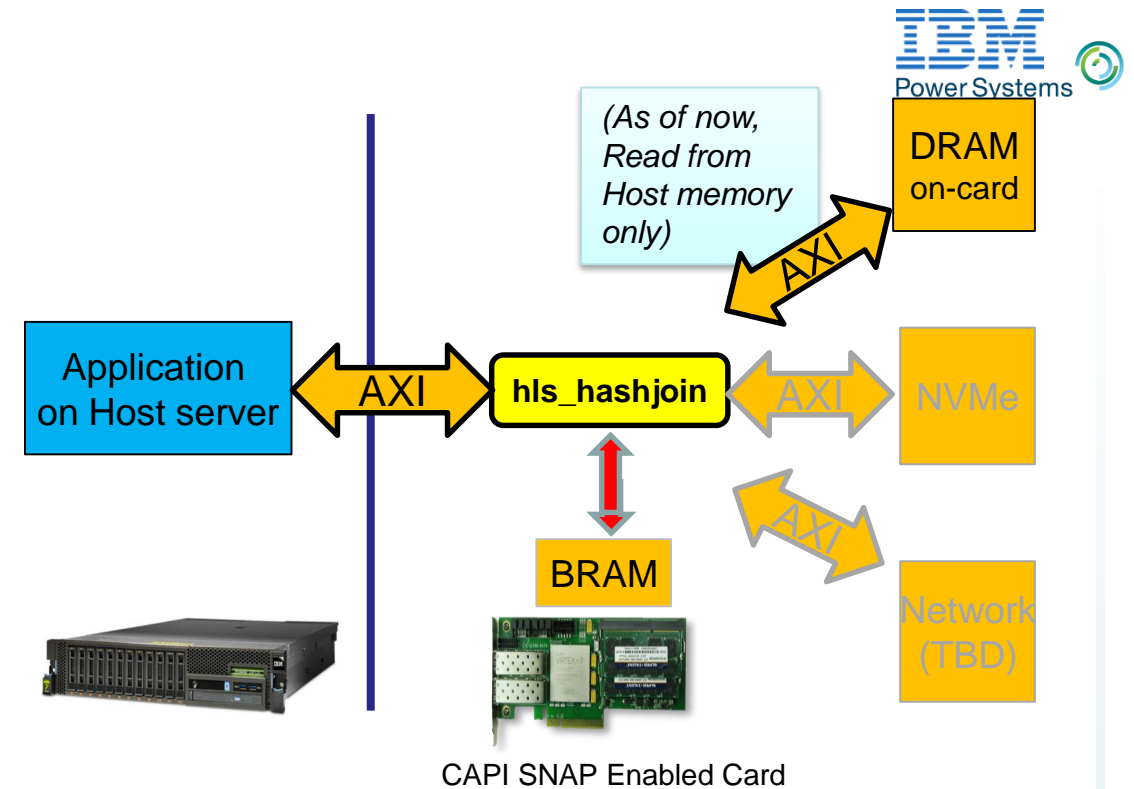 IBM
Power Systems
(As of now,
Read from
Host memory
only)
DRAM
on-card
AXI
Application
on Host server
AXI
hls_hashjoin
AXI
NVMe
AXI
BRAM
Network
(TBD)
CAPI SNAP Enabled Card